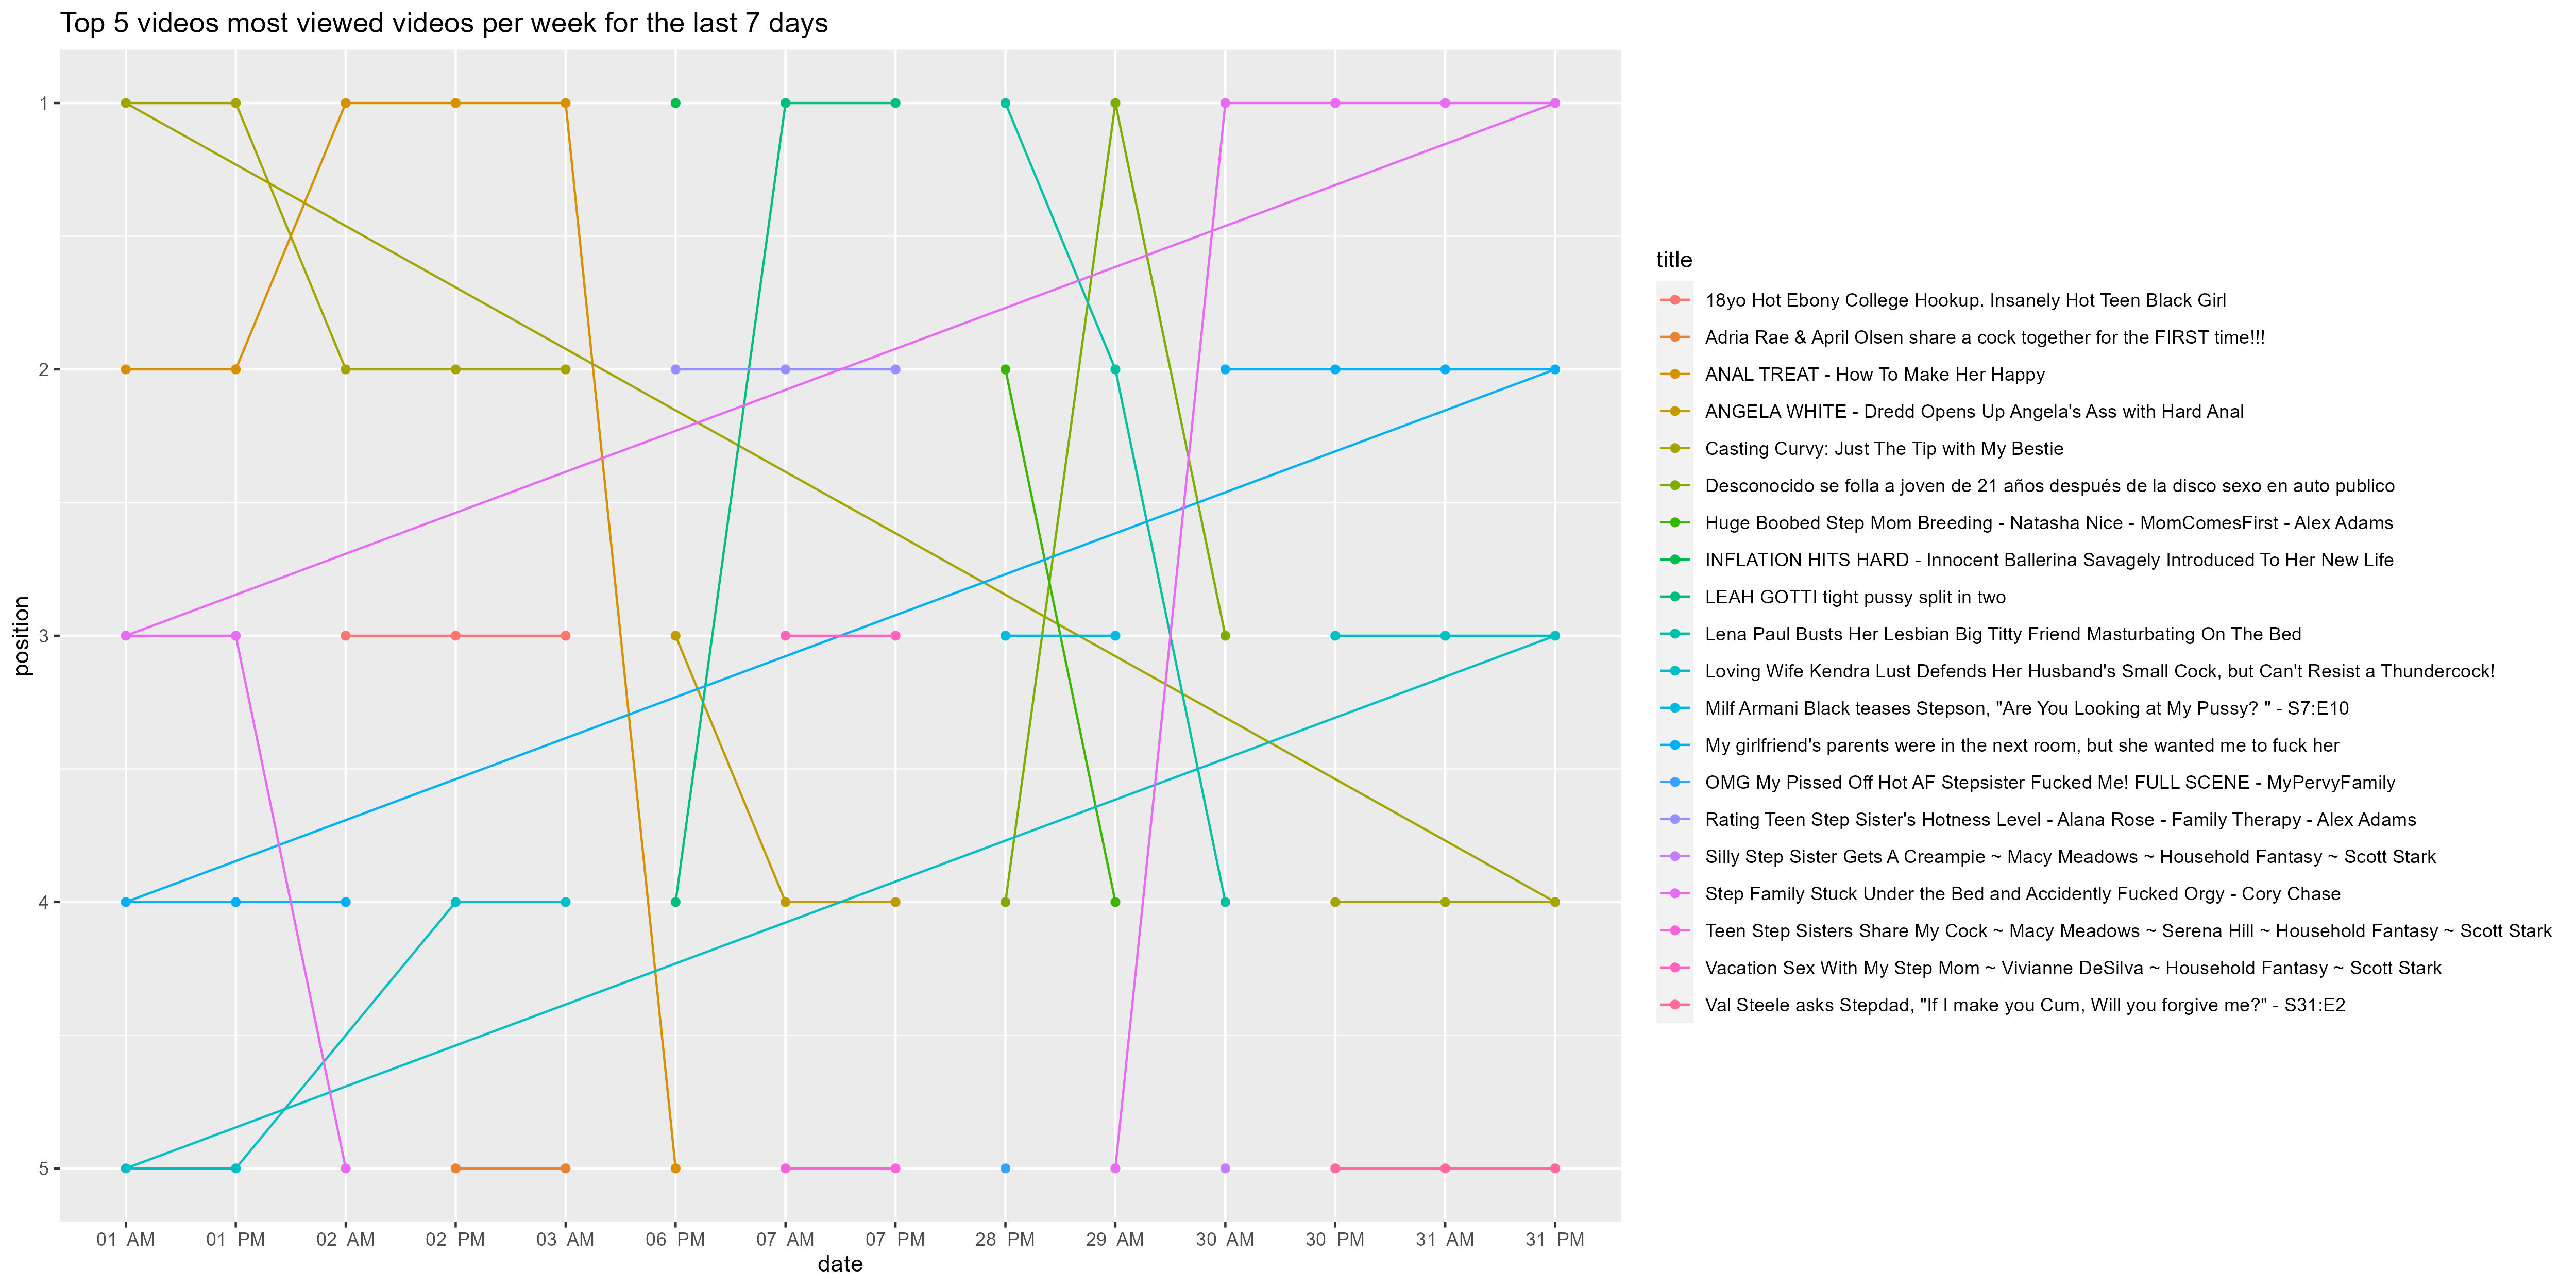 Top 5 videos most viewed videos per week for the last 7 days
position
1
2
3
4
5
01 AM 01 PM 02 AM 02 PM 03 AM 06 PM 07 AM 07 PM 28 PM 29 AM 30 AM 30 PM 31 AM 31 PM
date
title
18yo Hot Ebony College Hookup. Insanely Hot Teen Black Girl
Adria Rae & April Olsen share a cock together for the FIRST time!!!
ANAL TREAT - How To Make Her Happy
ANGELA WHITE - Dredd Opens Up Angela's Ass with Hard Anal
Casting Curvy: Just The Tip with My Bestie
Desconocido se folla a joven de 21 años después de la disco sexo en auto publico
Huge Boobed Step Mom Breeding - Natasha Nice - MomComesFirst - Alex Adams
INFLATION HITS HARD - Innocent Ballerina Savagely Introduced To Her New Life
LEAH GOTTI tight pussy split in two
Lena Paul Busts Her Lesbian Big Titty Friend Masturbating On The Bed
Loving Wife Kendra Lust Defends Her Husband's Small Cock, but Can't Resist a Thundercock!
Milf Armani Black teases Stepson, "Are You Looking at My Pussy? " - S7:E10
My girlfriend's parents were in the next room, but she wanted me to fuck her
OMG My Pissed Off Hot AF Stepsister Fucked Me! FULL SCENE - MyPervyFamily
Rating Teen Step Sister's Hotness Level - Alana Rose - Family Therapy - Alex Adams
Silly Step Sister Gets A Creampie ~ Macy Meadows ~ Household Fantasy ~ Scott Stark
Step Family Stuck Under the Bed and Accidently Fucked Orgy - Cory Chase
Teen Step Sisters Share My Cock ~ Macy Meadows ~ Serena Hill ~ Household Fantasy ~ Scott Stark
Vacation Sex With My Step Mom ~ Vivianne DeSilva ~ Household Fantasy ~ Scott Stark
Val Steele asks Stepdad, "If I make you Cum, Will you forgive me?" - S31:E2